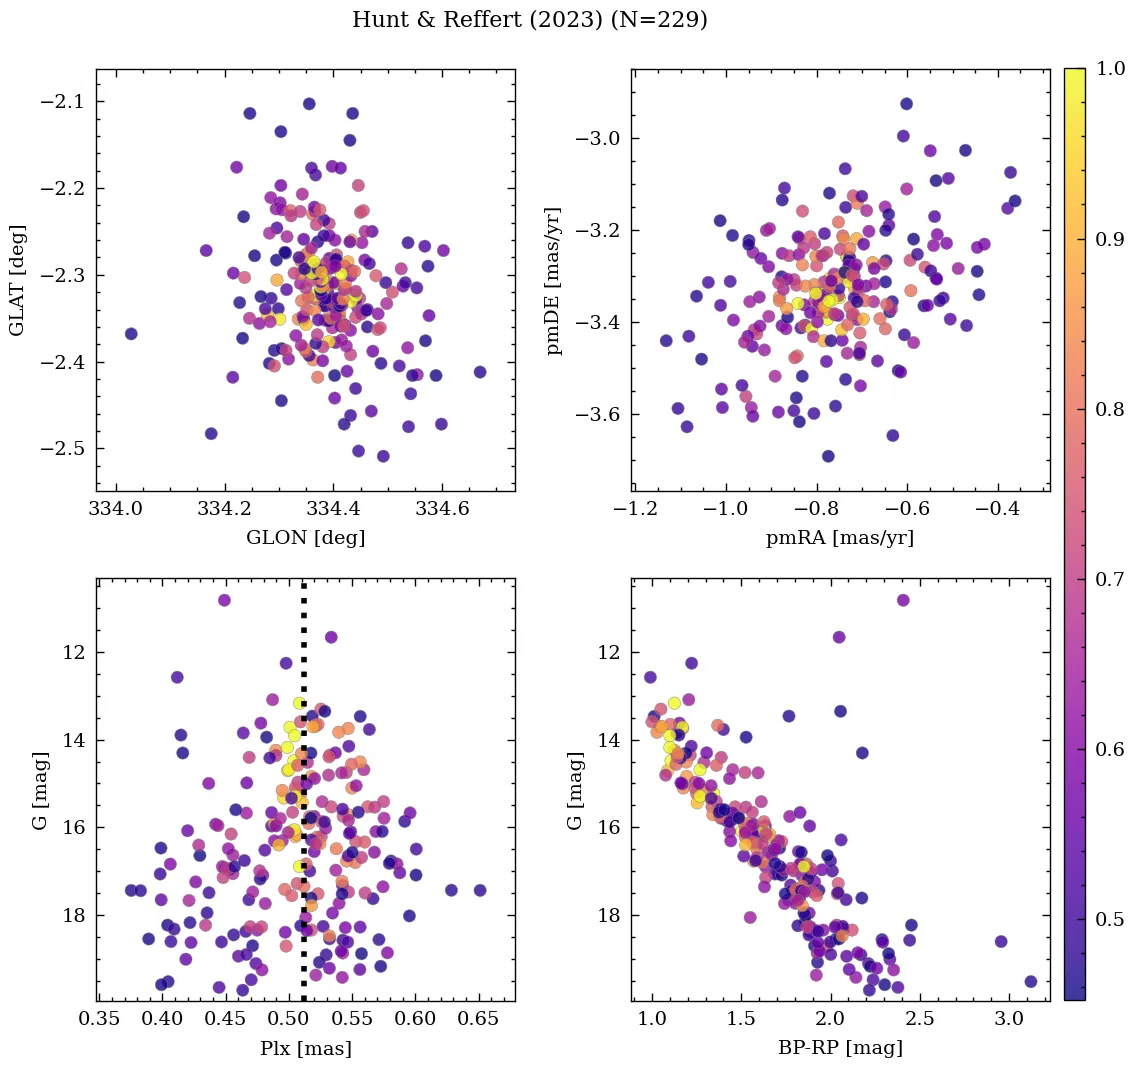 Hunt & Reffert (2023) (N=229)
−2.1
−2.2
−2.3
−2.4
−2.5
GLAT [deg]
334.0 334.2 334.4 334.6
GLON [deg]
−3.0
−3.2
−3.4
−3.6
pmDE [mas/yr]
−1.2 −1.0 −0.8 −0.6 −0.4
pmRA [mas/yr]
12
14
16
18
G [mag]
0.35 0.40 0.45 0.50 0.55 0.60 0.65
Plx [mas]
12
14
16
18
G [mag]
1.0 1.5 2.0 2.5 3.0
BP-RP [mag]
1.0
0.9
0.8
0.7
0.6
0.5